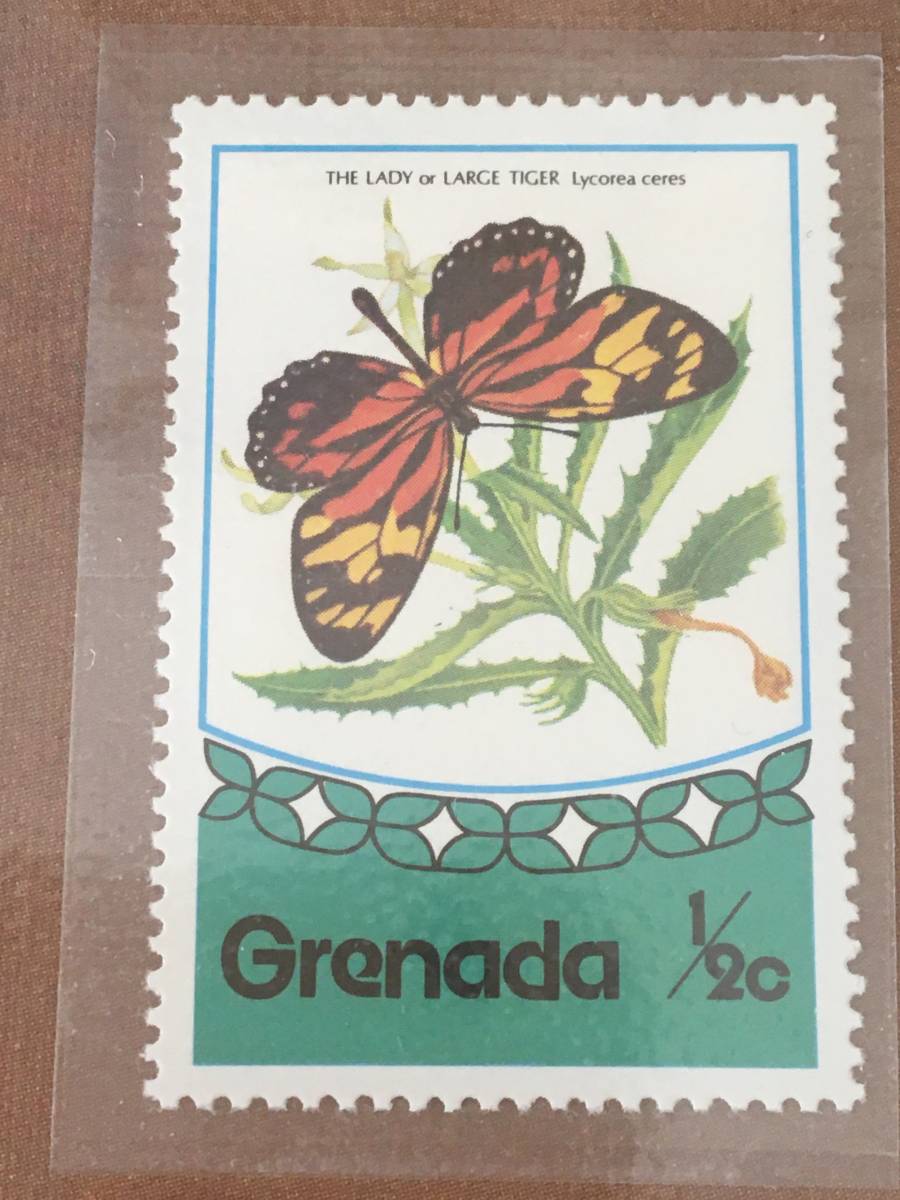 THE LADY or LARGE TIGER Lycorea ceres
Grenada ½c